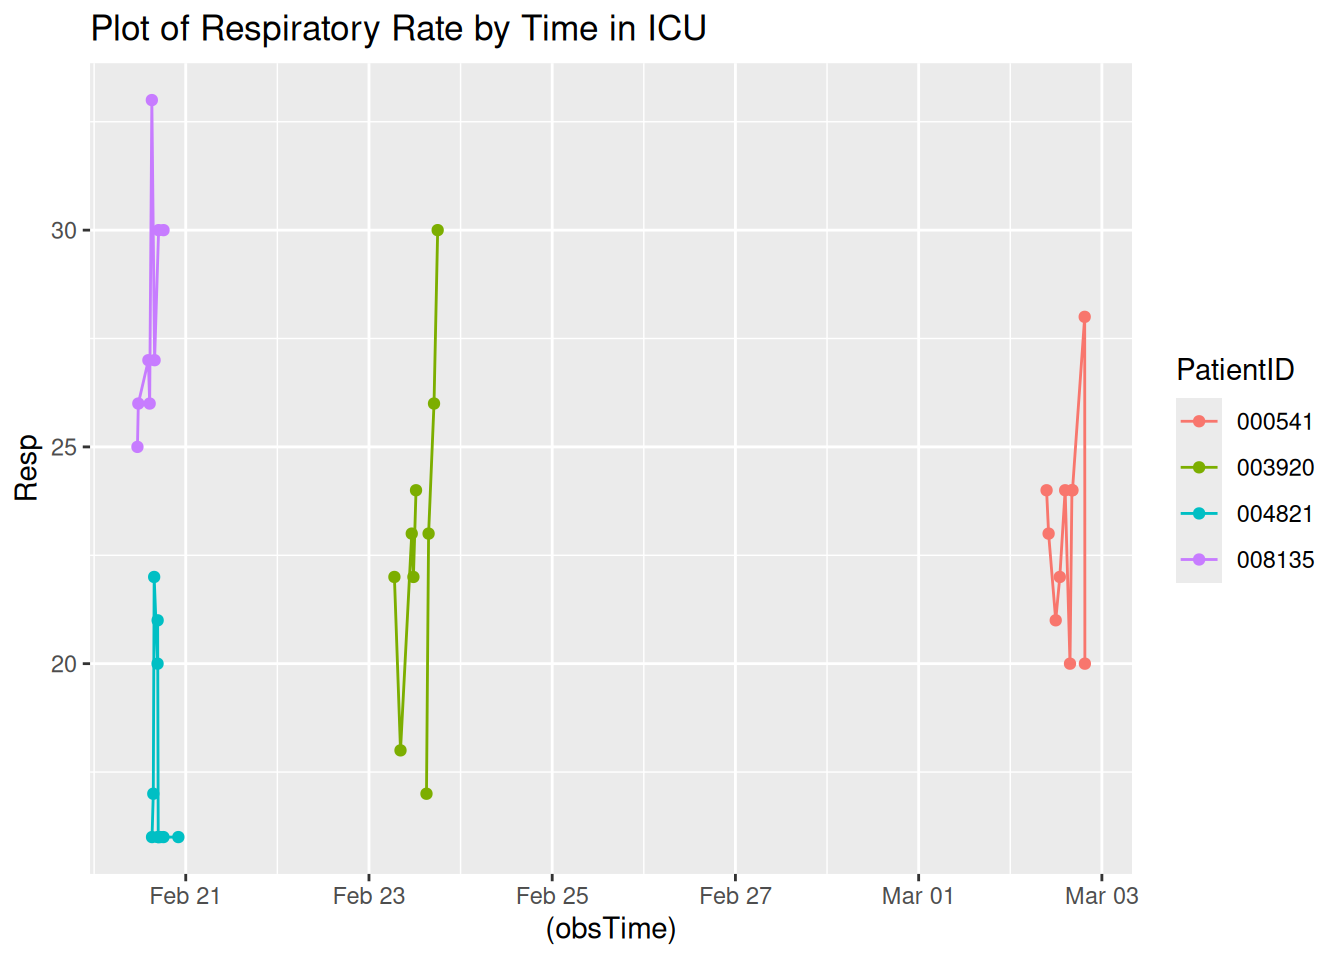 Plot of Respiratory Rate by Time in ICU
Resp
30
25
20
Feb 21 Feb 23 Feb 25 Feb 27 Mar 01 Mar 03
(obsTime)
PatientID
000541
003920
004821
008135